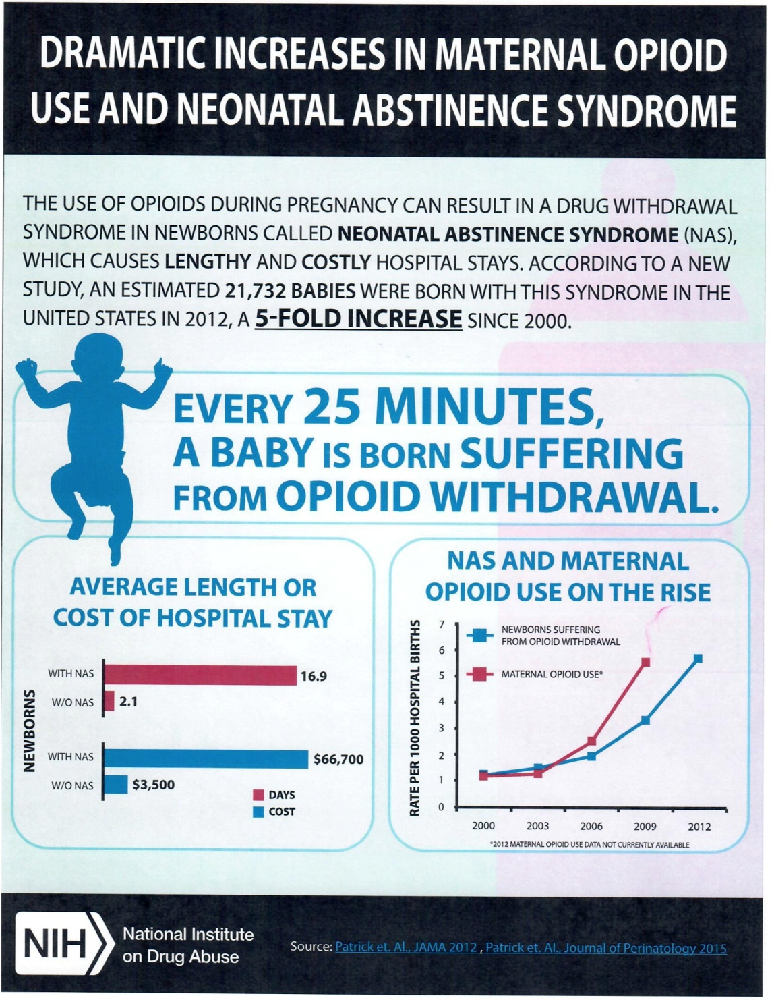 DRAMATIC INCREASES IN MATERNAL OPIOID
USE AND NEONATAL ABSTINENCE SYNDROME
THE USE OF OPIOIDS DURING PREGNANCY CAN RESULT IN A DRUG WITHDRAWAL
SYNDROME IN NEWBORNS CALLED NEONATAL ABSTINENCE SYNDROME (NAS),
WHICH CAUSES LENGTHY AND COSTLY HOSPITAL STAYS. ACCORDING TO A NEW
STUDY, AN ESTIMATED 21,732 BABIES WERE BORN WITH THIS SYNDROME IN THE
UNITED STATES IN 2012, A 5-FOLD INCREASE SINCE 2000.
EVERY 25 MINUTES,
A BABY IS BORN SUFFERING
FROM OPIOID WITHDRAWAL.
AVERAGE LENGTH OR
COST OF HOSPITAL STAY
NEWBORNS
WITH NAS 16.9
W/O NAS 2.1
WITH NAS $66,700
W/O NAS $3,500
DAYS
COST
NAS AND MATERNAL
OPIOID USE ON THE RISE
RATE PER 1000 HOSPITAL BIRTHS
7
6
5
4
3
2
1
0
NEWBORNS SUFFERING
FROM OPIOID WITHDRAWAL
MATERNAL OPIOID USE*
2000 2003 2006 2009 2012
*2012 MATERNAL OPIOID USE DATA NOT CURRENTLY AVAILABLE
NIH
National Institute
on Drug Abuse
Source: Patrick et. Al., JAMA 2012 , Patrick et. Al., Journal of Perinatology 2015